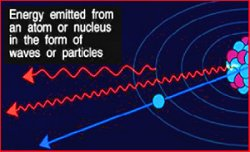 Energy emitted from
an atom or nucleus
in the form of
waves or particles